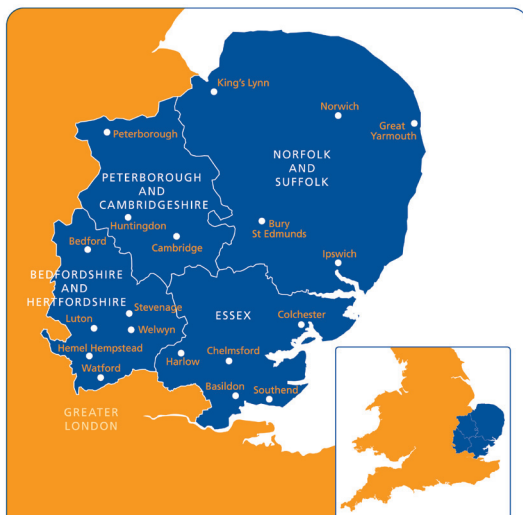 King's Lynn
Norwich
Great
Yarmouth
Peterborough
NORFOLK
AND
SUFFOLK
PETERBOROUGH
AND
CAMBRIDGESHIRE
Huntingdon
Bury
St Edmunds
Cambridge
Bedford
Ipswich
BEDFORDSHIRE
AND
HERTFORDSHIRE
Stevenage
Luton
Welwyn
ESSEX
Colchester
Hemel Hempstead
Harlow
Chelmsford
Watford
Basildon
Southend
GREATER
LONDON